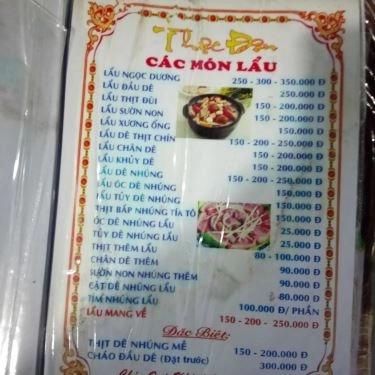 Thực Đơn
CÁC MÓN LẨU
LẨU NGỌC DƯƠNG 250 - 300 - 350.000 Đ
LẨU ĐẦU DÊ 250.000 Đ
LẨU THỊT ĐÙI 150 - 200.000 Đ
LẨU SƯỜN NON 150 - 200.000 Đ
LẨU XƯƠNG ỐNG 150.000 Đ
LẨU DÊ THỊT CHÍN 150 - 200.000 Đ
LẨU CHÂN DÊ 150 - 200.000 Đ
LẨU KHỦY DÊ 150 - 200.000 Đ
LẨU DÊ NHÚNG 150 - 200 - 250.000 Đ
LẨU ÓC DÊ NHÚNG 150.000 Đ
LẨU TỦY DÊ NHÚNG 150.000 Đ
THỊT BẮP NHÚNG TÍA TÔ 150 - 200.000 Đ
ÓC DÊ NHÚNG LẨU 25.000 Đ
TỦY DÊ NHÚNG LẨU 25.000 Đ
THỊT THÊM LẨU 80 - 100.000 Đ
CHÂN DÊ THÊM 90.000 Đ
SƯỜN NON NHÚNG THÊM 90.000 Đ
CẬT DÊ NHÚNG LẨU 80.000 Đ
TIM NHÚNG LẨU 100.000 Đ/ PHẦN
LẨU MANG VỀ 150 - 200 - 250.000 Đ
Đặc Biệt:
THỊT DÊ NHÚNG MẺ 150 - 200.000 Đ
CHÁO ĐẦU DÊ (Đặt trước) 300.000 Đ